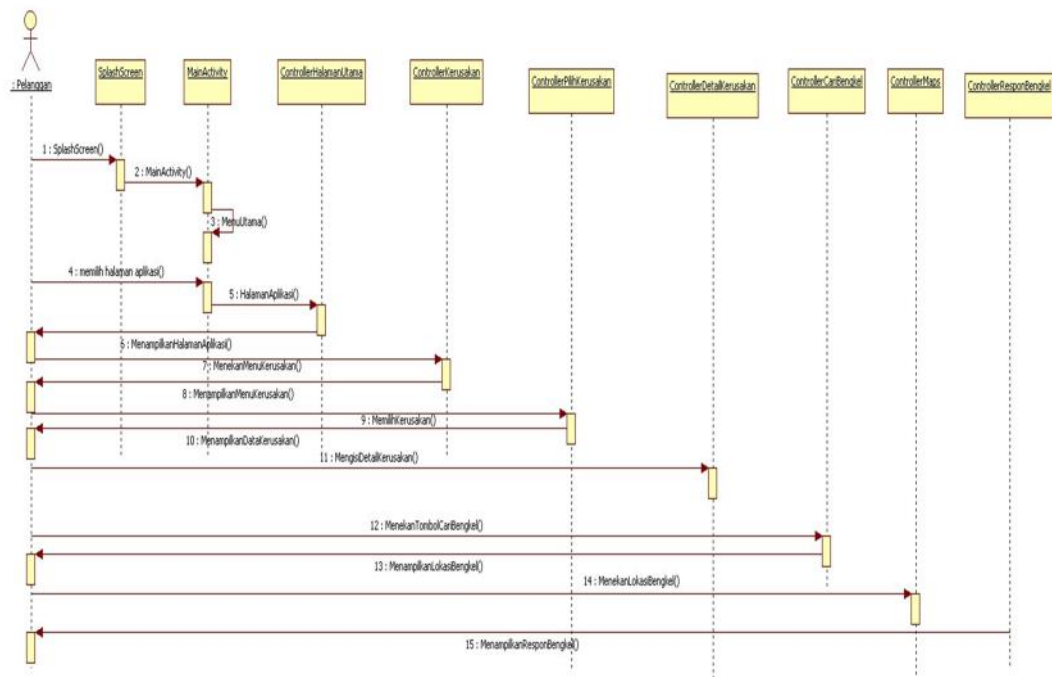 : Pelanggan
SplashScreen
MainActivity
ControllerHalamanUtama
ControllerKerusakan
ControllerPilihKerusakan
ControllerDetailKerusakan
ControllerCariBengkel
ControllerMaps
ControllerResponBengkel
1 : SplashScreen()
2 : MainActivity()
3 : MenuUtama()
4 : memilih halaman aplikasi()
5 : HalamanAplikasi()
6 : MenampilkanHalamanAplikasi()
7 : MenekanMenuKerusakan()
8 : MenampilkanMenuKerusakan()
9 : MemilihKerusakan()
10 : MenampilkanDataKerusakan()
11 : MengisiDetailKerusakan()
12 : MenekanTombolCariBengkel()
13 : MenampilkanLokasiBengkel()
14 : MenekanLokasiBengkel()
15 : MenampilkanResponBengkel()